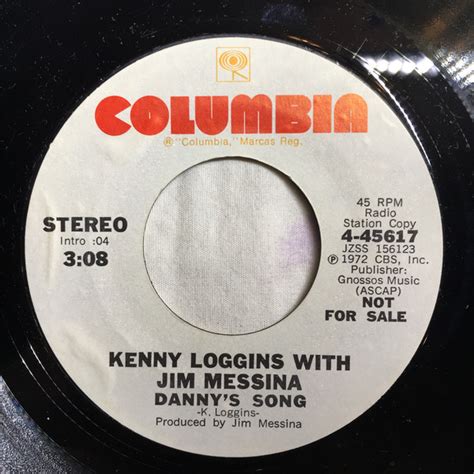 COLUMBIA
® "Columbia," Marcas Reg.
STEREO
Intro :04
3:08
45 RPM
Radio
Station Copy
4-45617
JZSS 156123
Ⓟ 1972 CBS, Inc.
Publisher:
Gnossos Music
(ASCAP)
NOT
FOR SALE
KENNY LOGGINS WITH
JIM MESSINA
DANNY'S SONG
-K. Loggins-
Produced by Jim Messina